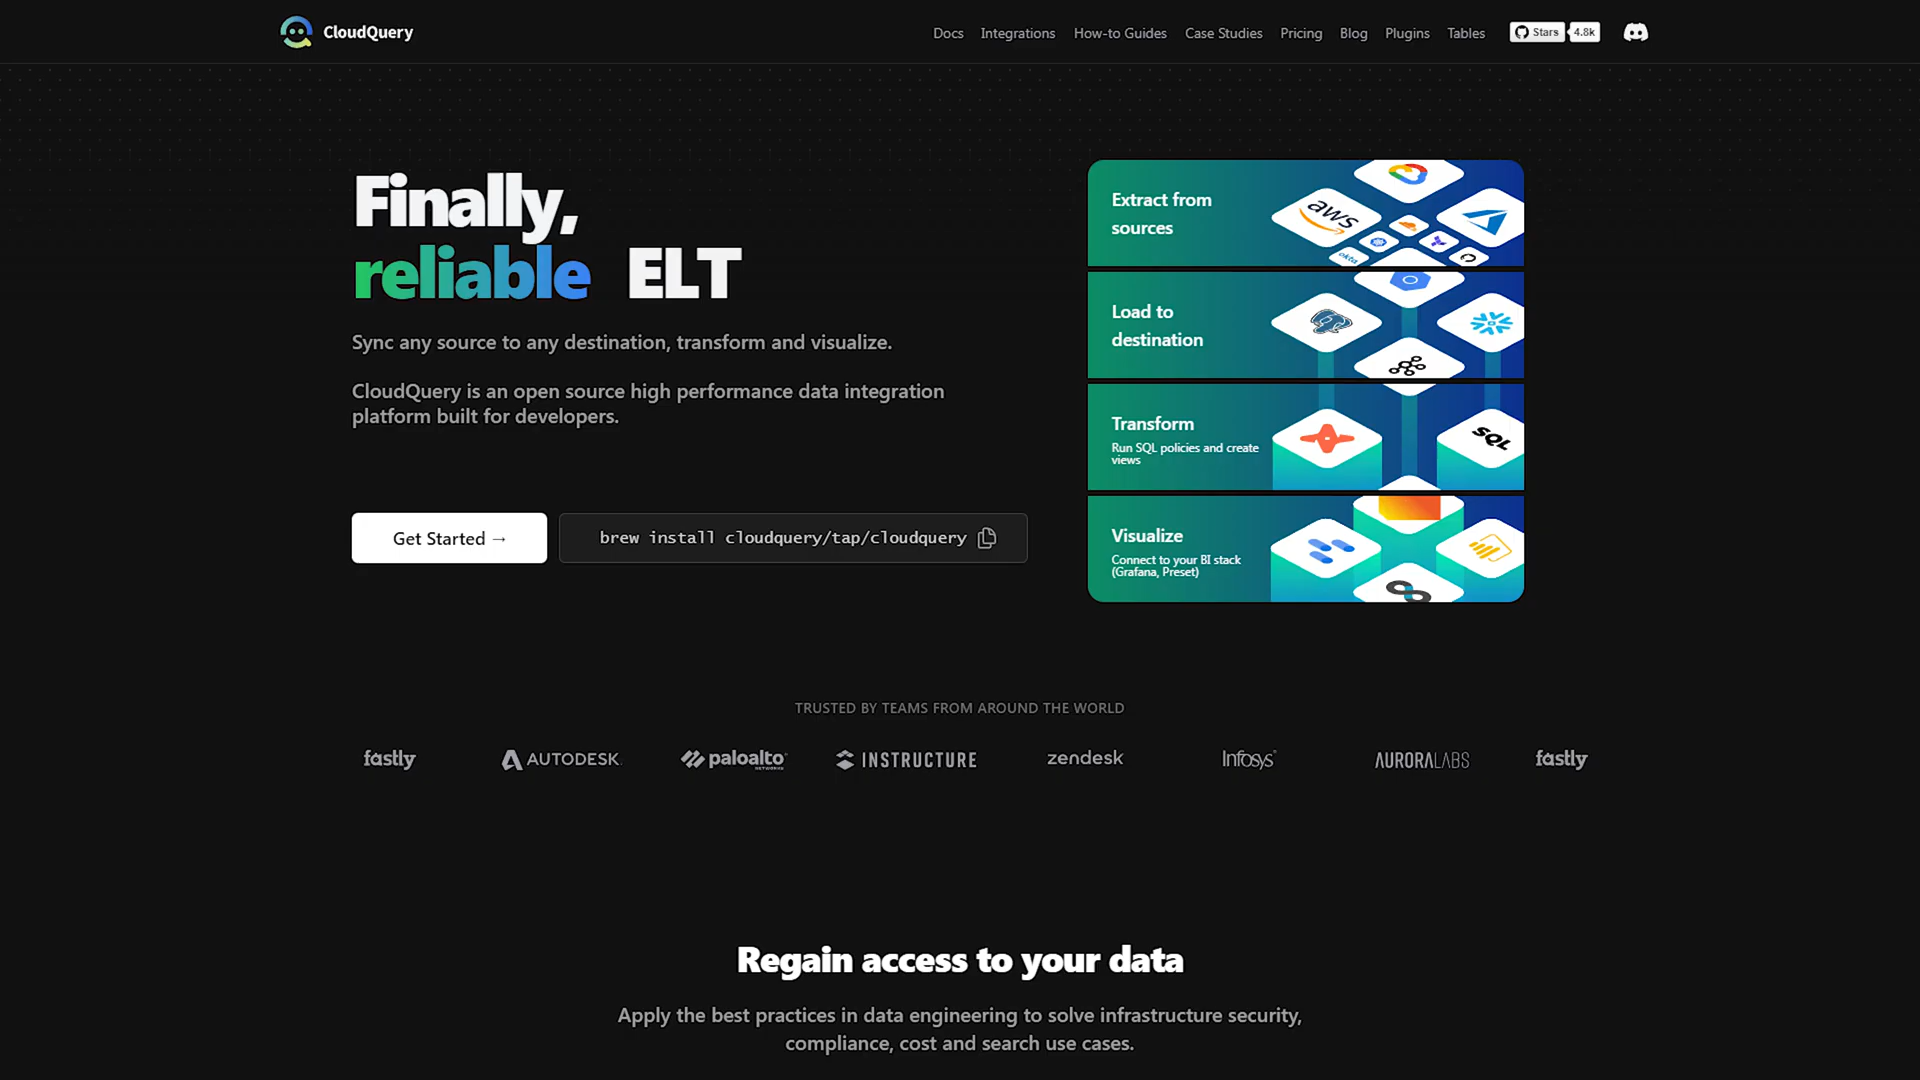 CloudQuery
Docs
Integrations
How-to Guides
Case Studies
Pricing
Blog
Plugins
Tables
Stars
4.8k
Finally,
reliable ELT
Sync any source to any destination, transform and visualize.
CloudQuery is an open source high performance data integration
platform built for developers.
Get Started →
brew install cloudquery/tap/cloudquery
Extract from
sources
aws
okta
Load to
destination
Transform
Run SQL policies and create
views
SQL
Visualize
Connect to your BI stack
(Grafana, Preset)
TRUSTED BY TEAMS FROM AROUND THE WORLD
fastly
AUTODESK
paloalto
NETWORKS
INSTRUCTURE
zendesk
Infosys
AURORALABS
fastly
Regain access to your data
Apply the best practices in data engineering to solve infrastructure security,
compliance, cost and search use cases.